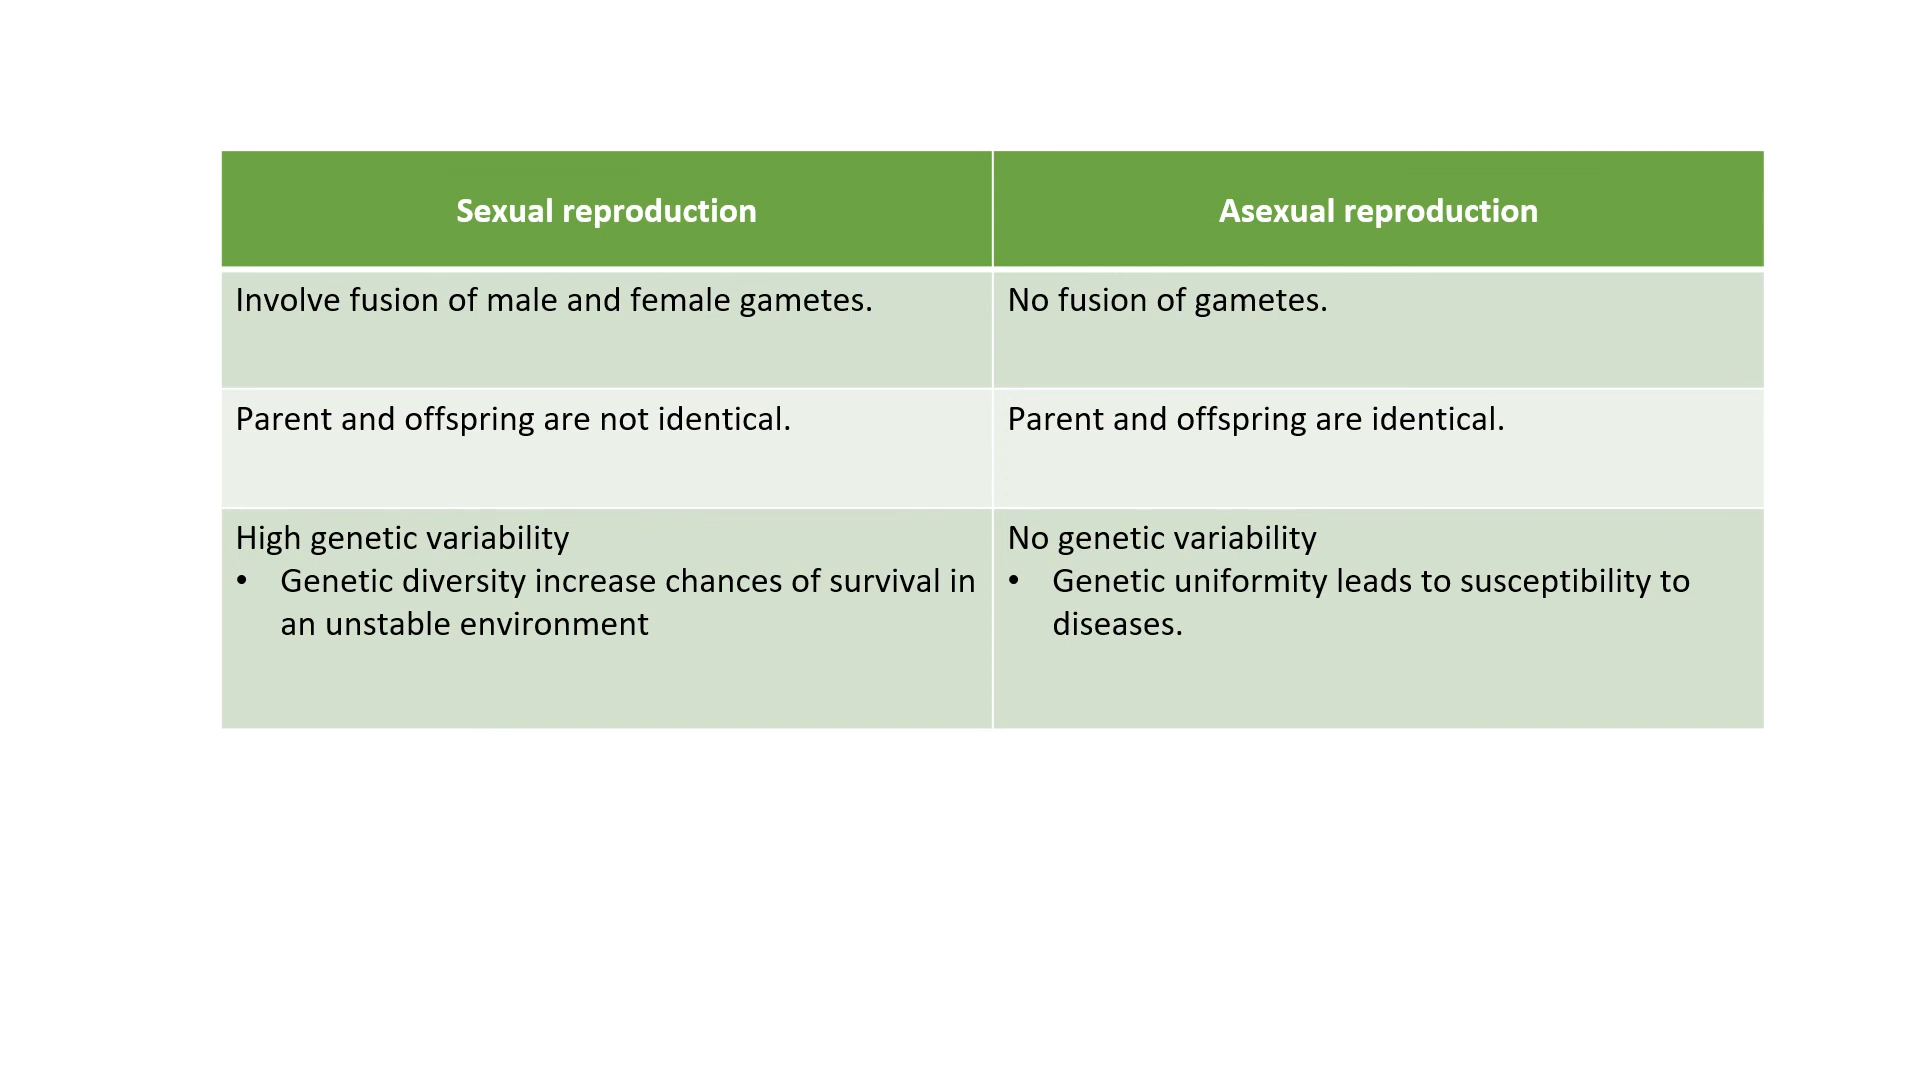 Sexual reproduction
Asexual reproduction
Involve fusion of male and female gametes.
No fusion of gametes.
Parent and offspring are not identical.
Parent and offspring are identical.
High genetic variability
• Genetic diversity increase chances of survival in
an unstable environment
No genetic variability
• Genetic uniformity leads to susceptibility to
diseases.